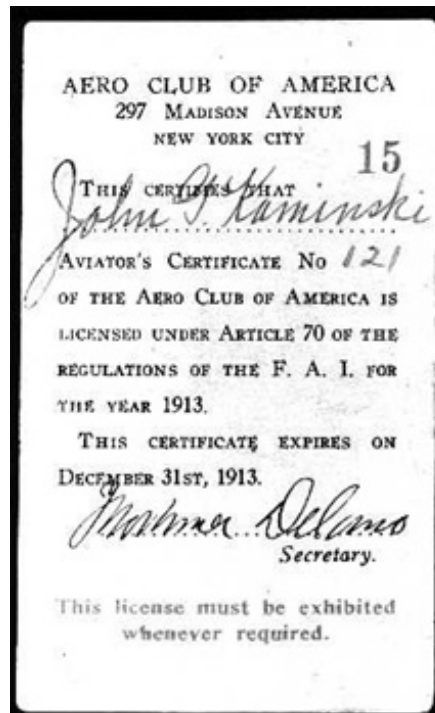 AERO CLUB OF AMERICA
297 MADISON AVENUE
NEW YORK CITY
15
THIS CERTIFIES THAT
John F Kaminski
AVIATOR'S CERTIFICATE No 121
OF THE AERO CLUB OF AMERICA IS
LICENSED UNDER ARTICLE 70 OF THE
REGULATIONS OF THE F. A. I. FOR
THE YEAR 1913.
THIS CERTIFICATE EXPIRES ON
DECEMBER 31ST, 1913.
Mortimer Delano
Secretary.
This license must be exhibited
whenever required.